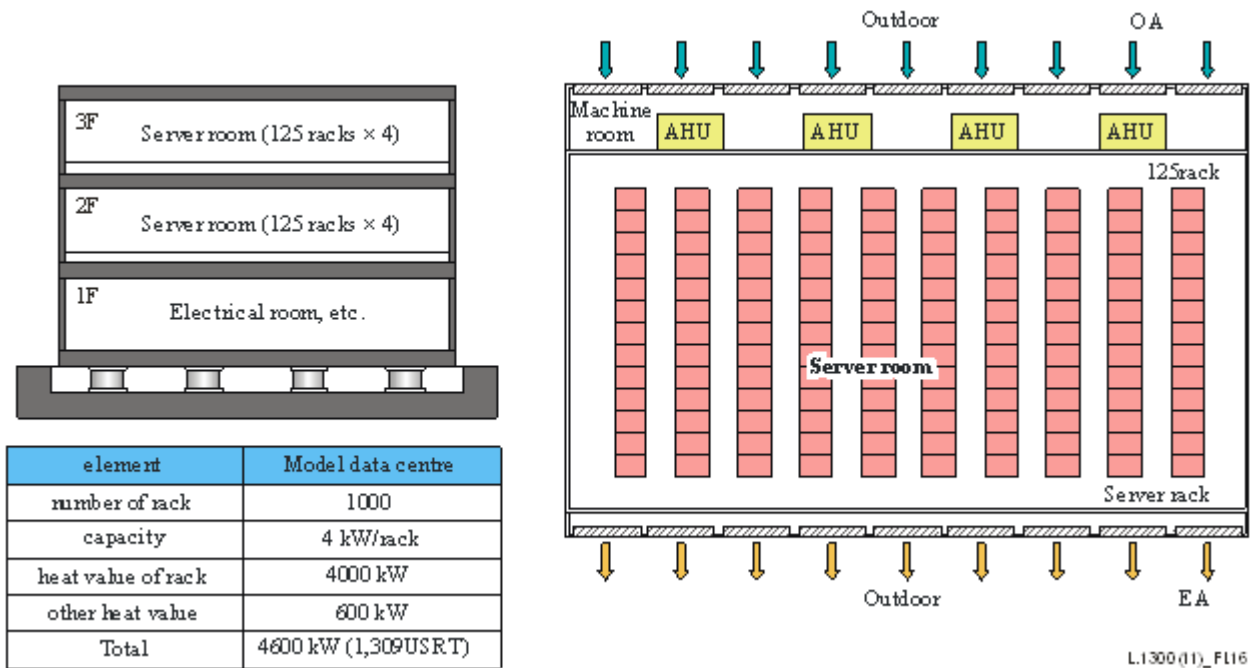 3F
Server room (125 racks × 4)
2F
Server room (125 racks × 4)
1F
Electrical room, etc.
element Model data centre
number of rack 1000
capacity 4 kW/rack
heat value of rack 4000 kW
other heat value 600 kW
Total 4600 kW (1,309USRT)
Outdoor OA
Machine
room
AHU AHU AHU AHU
125rack
Server room
Server rack
Outdoor EA
L.1300(11)_FI.16